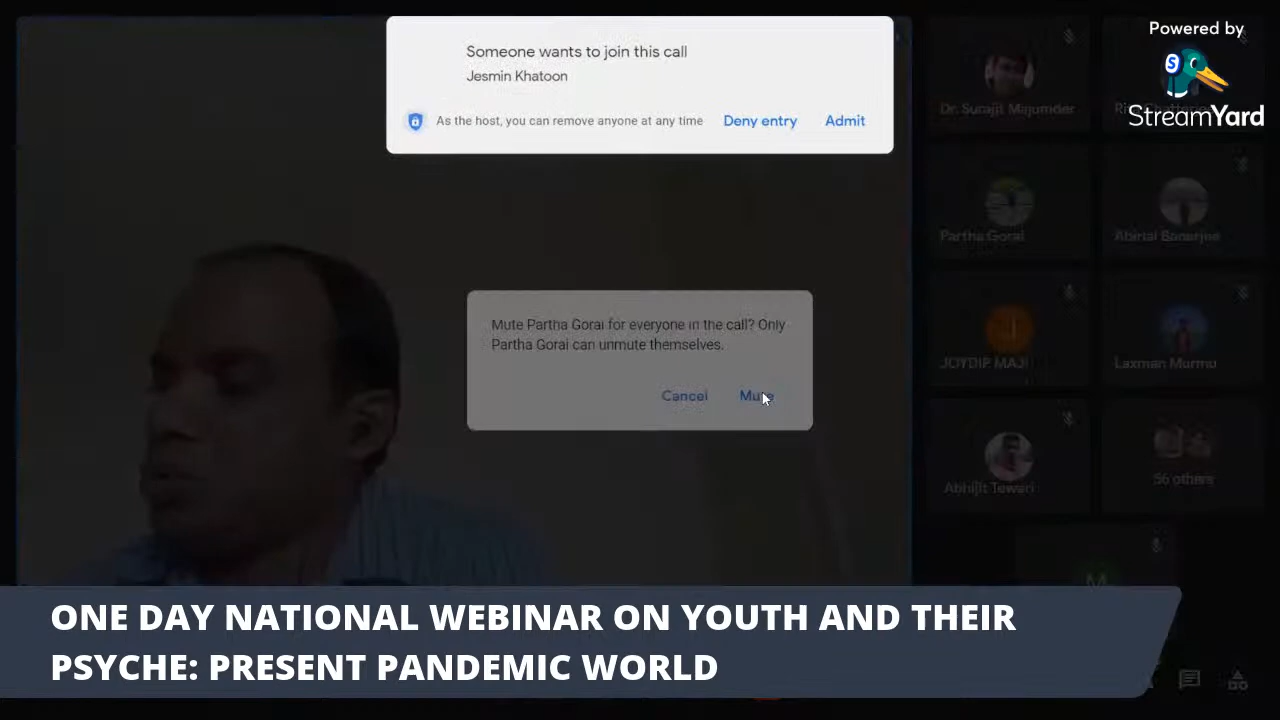 Someone wants to join this call
Jesmin Khatoon
As the host, you can remove anyone at any time
Deny entry
Admit
Powered by
StreamYard
Dr. Surajit Majumder
Partha Gorai
Mute Partha Gorai for everyone in the call? Only
Partha Gorai can unmute themselves.
Cancel
Mute
JOYDIP MAJI
Laxman Murmu
Abhijit Tewari
56 others
M
ONE DAY NATIONAL WEBINAR ON YOUTH AND THEIR
PSYCHE: PRESENT PANDEMIC WORLD